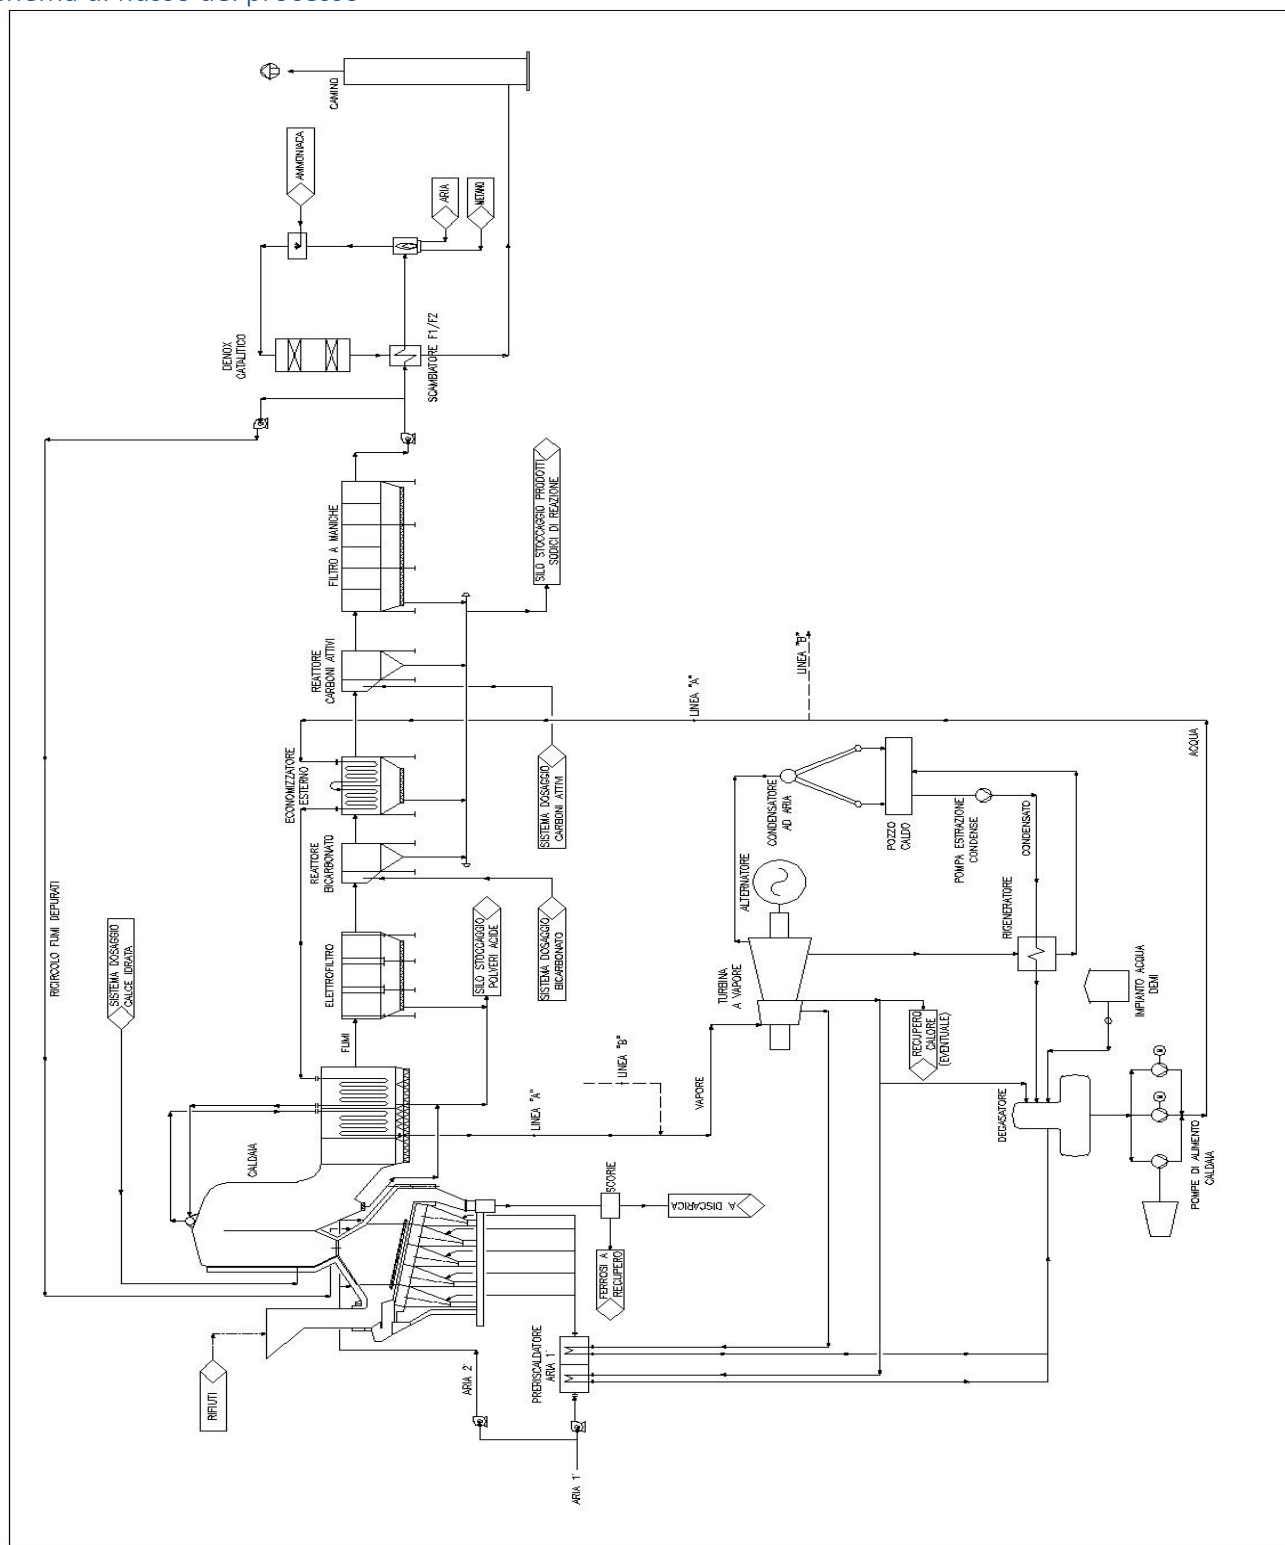 schema di flusso del processo
CAMINO
AMMONIACA
ARIA
METANO
DENOX
CATALITICO
SCAMBIATORE F1/F2
FILTRO A MANICHE
SILO STOCCAGGIO PRODOTTI
SODICI DI REAZIONE
REATTORE
CARBONI ATTIVI
LINEA "B"
LINEA "A"
ECONOMIZZATORE
ESTERNO
SISTEMA DOSAGGIO
CARBONI ATTIVI
ACQUA
CONDENSATORE
AD ARIA
POZZO
CALDO
POMPA ESTRAZIONE
CONDENSE
CONDENSATO
REATTORE
BICARBONATO
ALTERNATORE
RICIRCOLO FUMI DEPURATI
SISTEMA DOSAGGIO
CALCE IDRATA
ELETTROFILTRO
SILO STOCCAGGIO
POLVERI ACIDE
SISTEMA DOSAGGIO
BICARBONATO
RIGENERATORE
TURBINA
A VAPORE
IMPIANTO ACQUA
DEMI
FUMI
LINEA "B"
RECUPERO
CALORE
(EVENTUALE)
LINEA "A"
VAPORE
DEGASATORE
M
M
CALDAIA
SCORIE
A DISCARICA
POMPE DI ALIMENTO
CALDAIA
FERROSI A
RECUPERO
RIFIUTI
ARIA 2'
PRERISCALDATORE
ARIA 1'
ARIA 1'